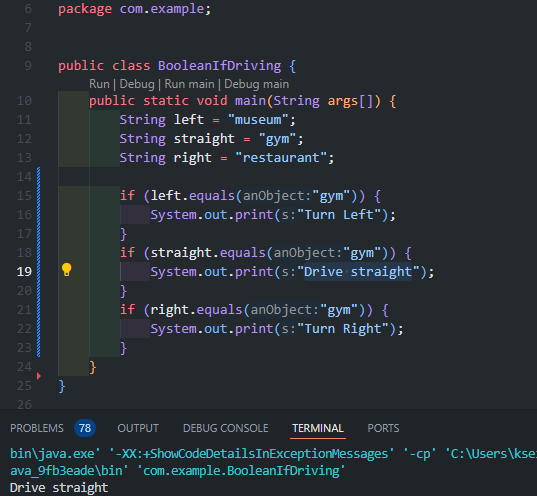 6 package com.example;
7
8
9 public class BooleanIfDriving {
Run | Debug | Run main | Debug main
10 public static void main(String args[]) {
11 String left = "museum";
12 String straight = "gym";
13 String right = "restaurant";
14
15 if (left.equals(anObject:"gym")) {
16 System.out.print(s:"Turn Left");
17 }
18 if (straight.equals(anObject:"gym")) {
19 System.out.print(s:"Drive straight");
20 }
21 if (right.equals(anObject:"gym")) {
22 System.out.print(s:"Turn Right");
23 }
24 }
25 }
26
PROBLEMS 78 OUTPUT DEBUG CONSOLE TERMINAL PORTS
bin\java.exe' '-XX:+ShowCodeDetailsInExceptionMessages' '-cp' 'C:\Users\ksei
ava_9fb3eade\bin' 'com.example.BooleanIfDriving'
Drive straight